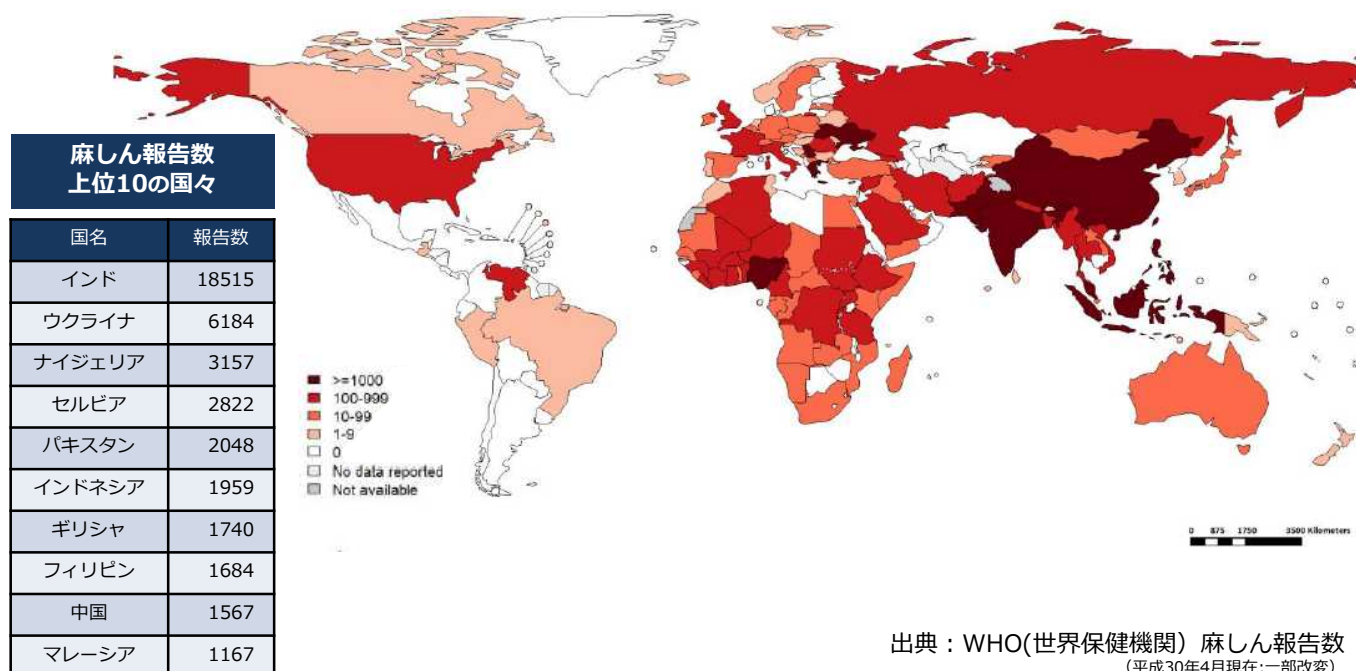 麻しん報告数
上位10の国々
国名 報告数
インド 18515
ウクライナ 6184
ナイジェリア 3157
セルビア 2822
パキスタン 2048
インドネシア 1959
ギリシャ 1740
フィリピン 1684
中国 1567
マレーシア 1167
>=1000
100-999
10-99
1-9
0
No data reported
Not available
0 875 1750 3500 Kilometers
出典：WHO(世界保健機関）麻しん報告数
（平成30年4月現在:一部改変）